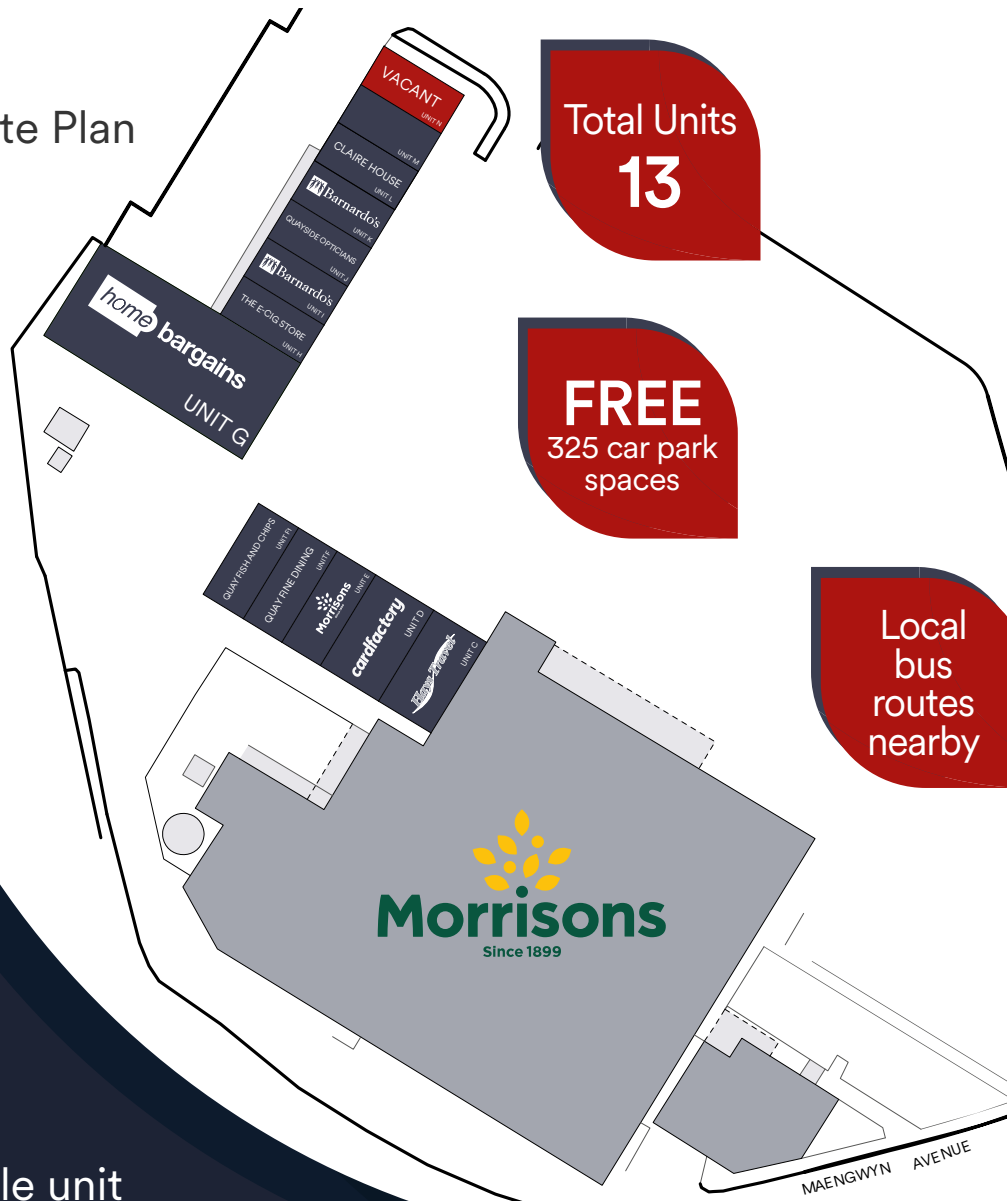 te Plan
VACANT
UNIT N
UNIT M
CLAIRE HOUSE
UNIT L
Barnardo's
UNIT K
QUAYSIDE OPTICIANS
UNIT J
Barnardo's
UNIT I
THE E-CIG STORE
UNIT H
home bargains
UNIT G
Total Units
13
FREE
325 car park
spaces
Local
bus
routes
nearby
QUAY FISH AND CHIPS
UNIT F1
QUAY FINE DINING
UNIT F
Morrisons
UNIT E
cardfactory
UNIT D
Hays Travel
UNIT C
Morrisons
Since 1899
MAENGWYN AVENUE
le unit